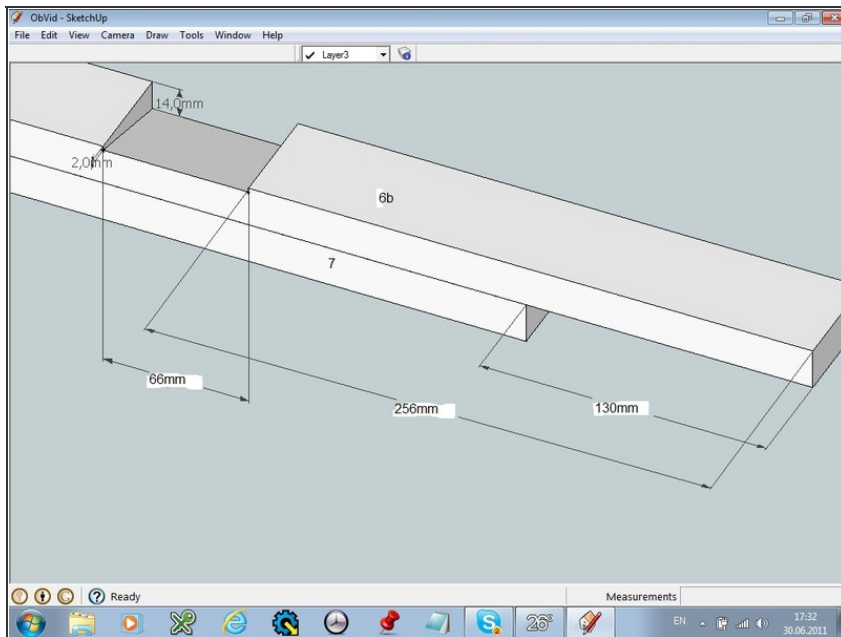 ObVid - SketchUp
File Edit View Camera Draw Tools Window Help
Layer3
14,0mm
2,0mm
6b
7
66mm
256mm
130mm
Ready
Measurements
26°
EN
17:32
30.06.2011